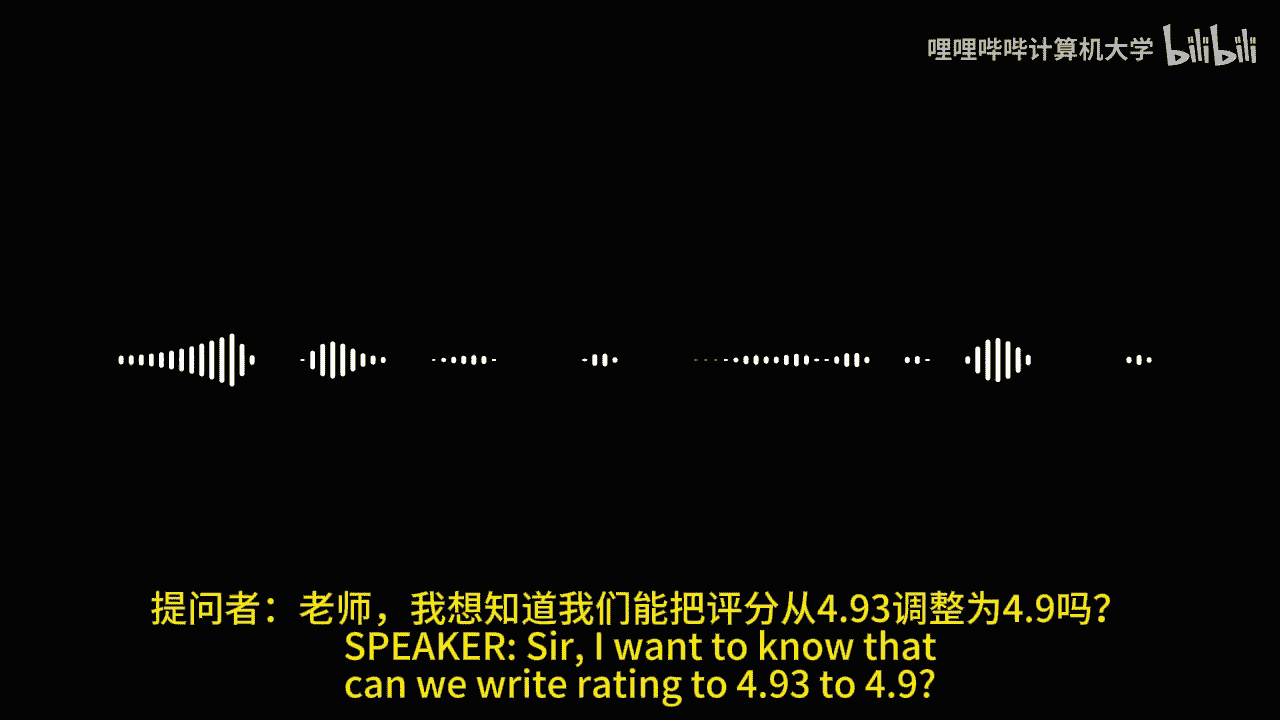 哩哩哔哔计算机大学 bilibili
提问者：老师，我想知道我们能把评分从4.93调整为4.9吗？
SPEAKER: Sir, I want to know that
can we write rating to 4.93 to 4.9?